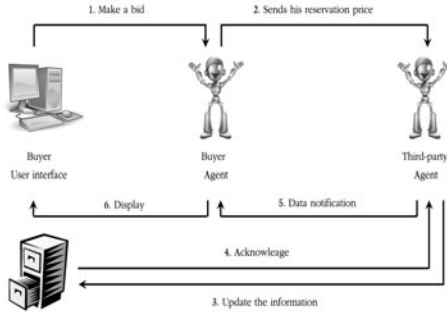 1. Make a bid
2. Sends his reservation price
Buyer
User interface
Buyer
Agent
Third-party
Agent
6. Display
5. Data notification
4. Acknowleage
3. Update the information